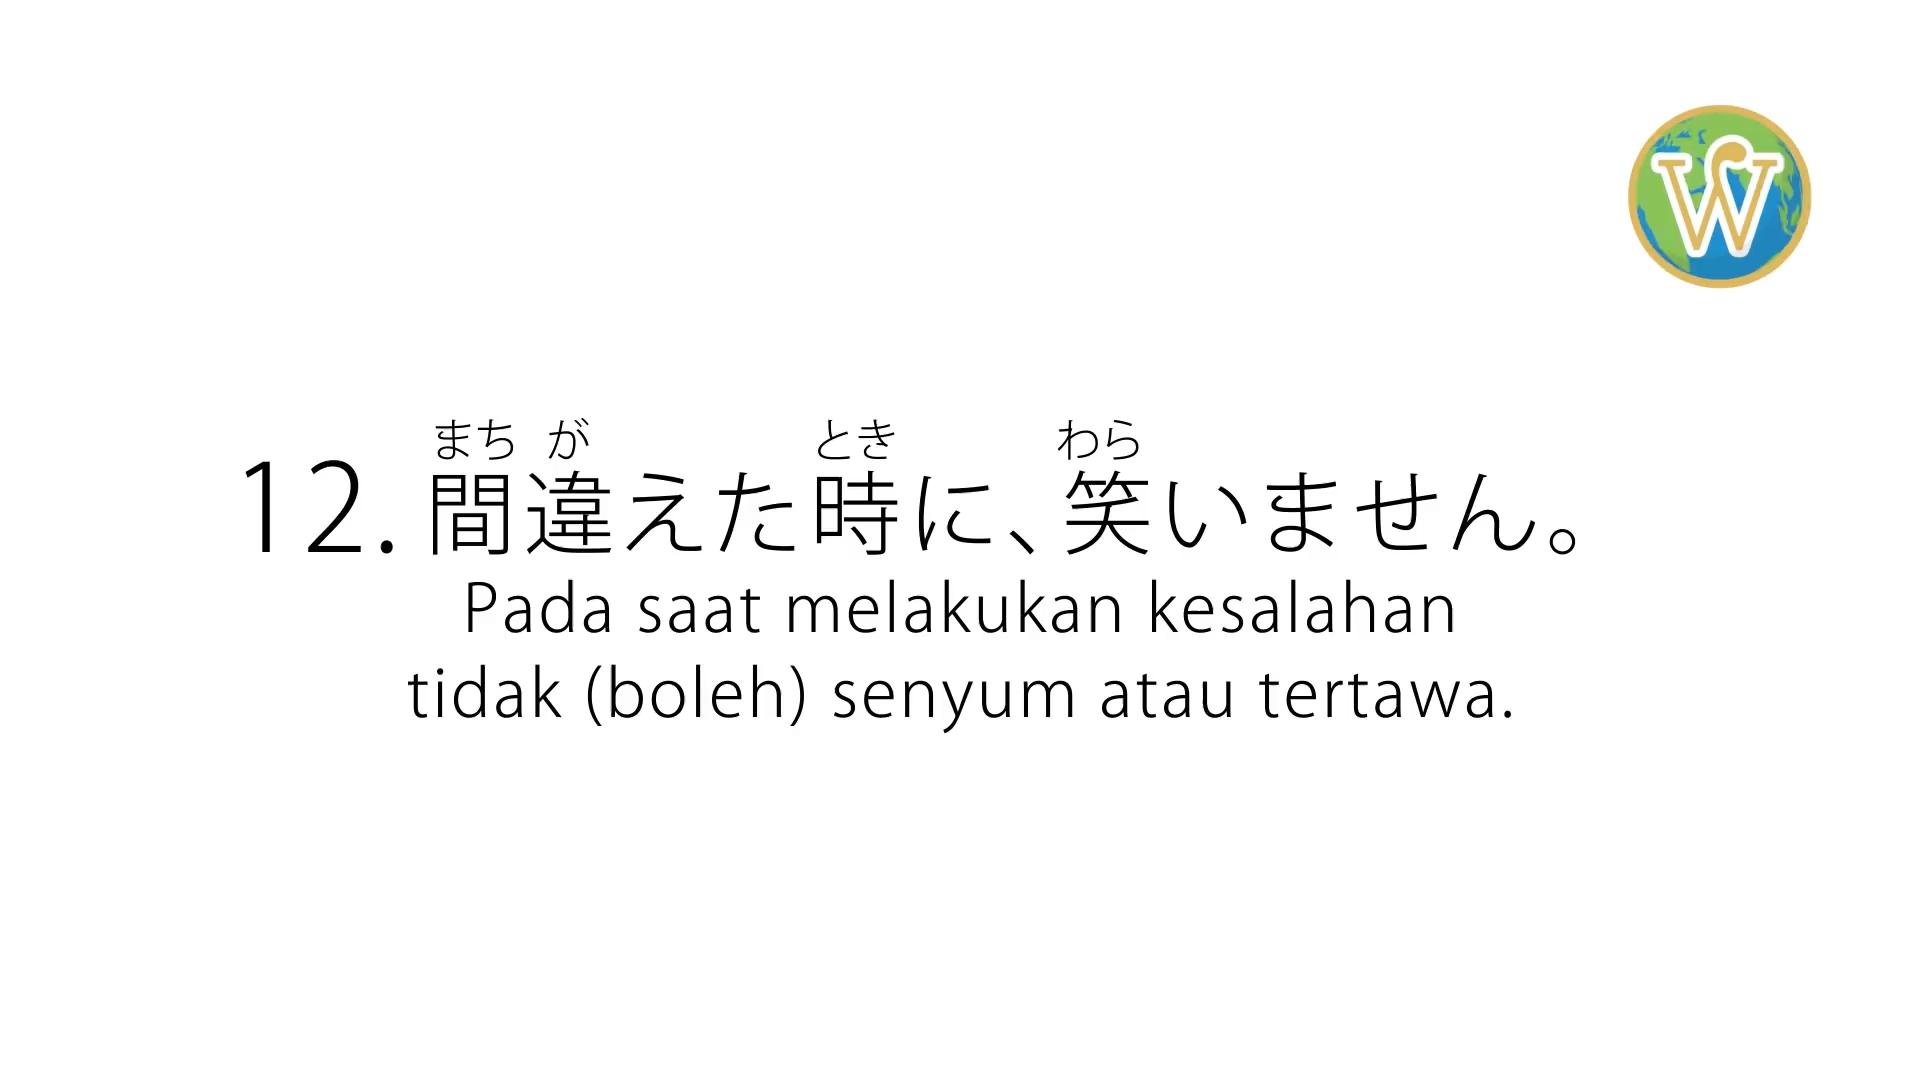 まちが とき わら
12. 間違えた時に、笑いません。
Pada saat melakukan kesalahan
tidak (boleh) senyum atau tertawa.
W